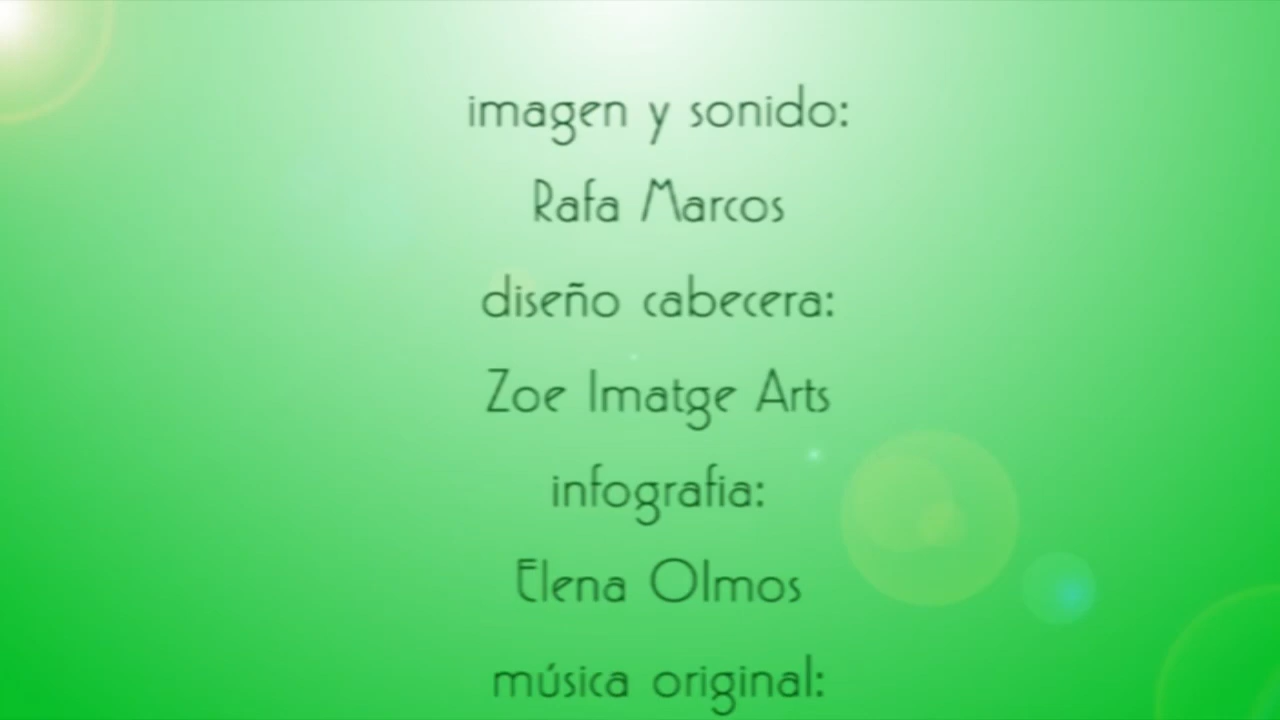 imagen y sonido:
Rafa Marcos
diseño cabecera:
Zoe Imatge Arts
infografia:
Elena Olmos
música original: